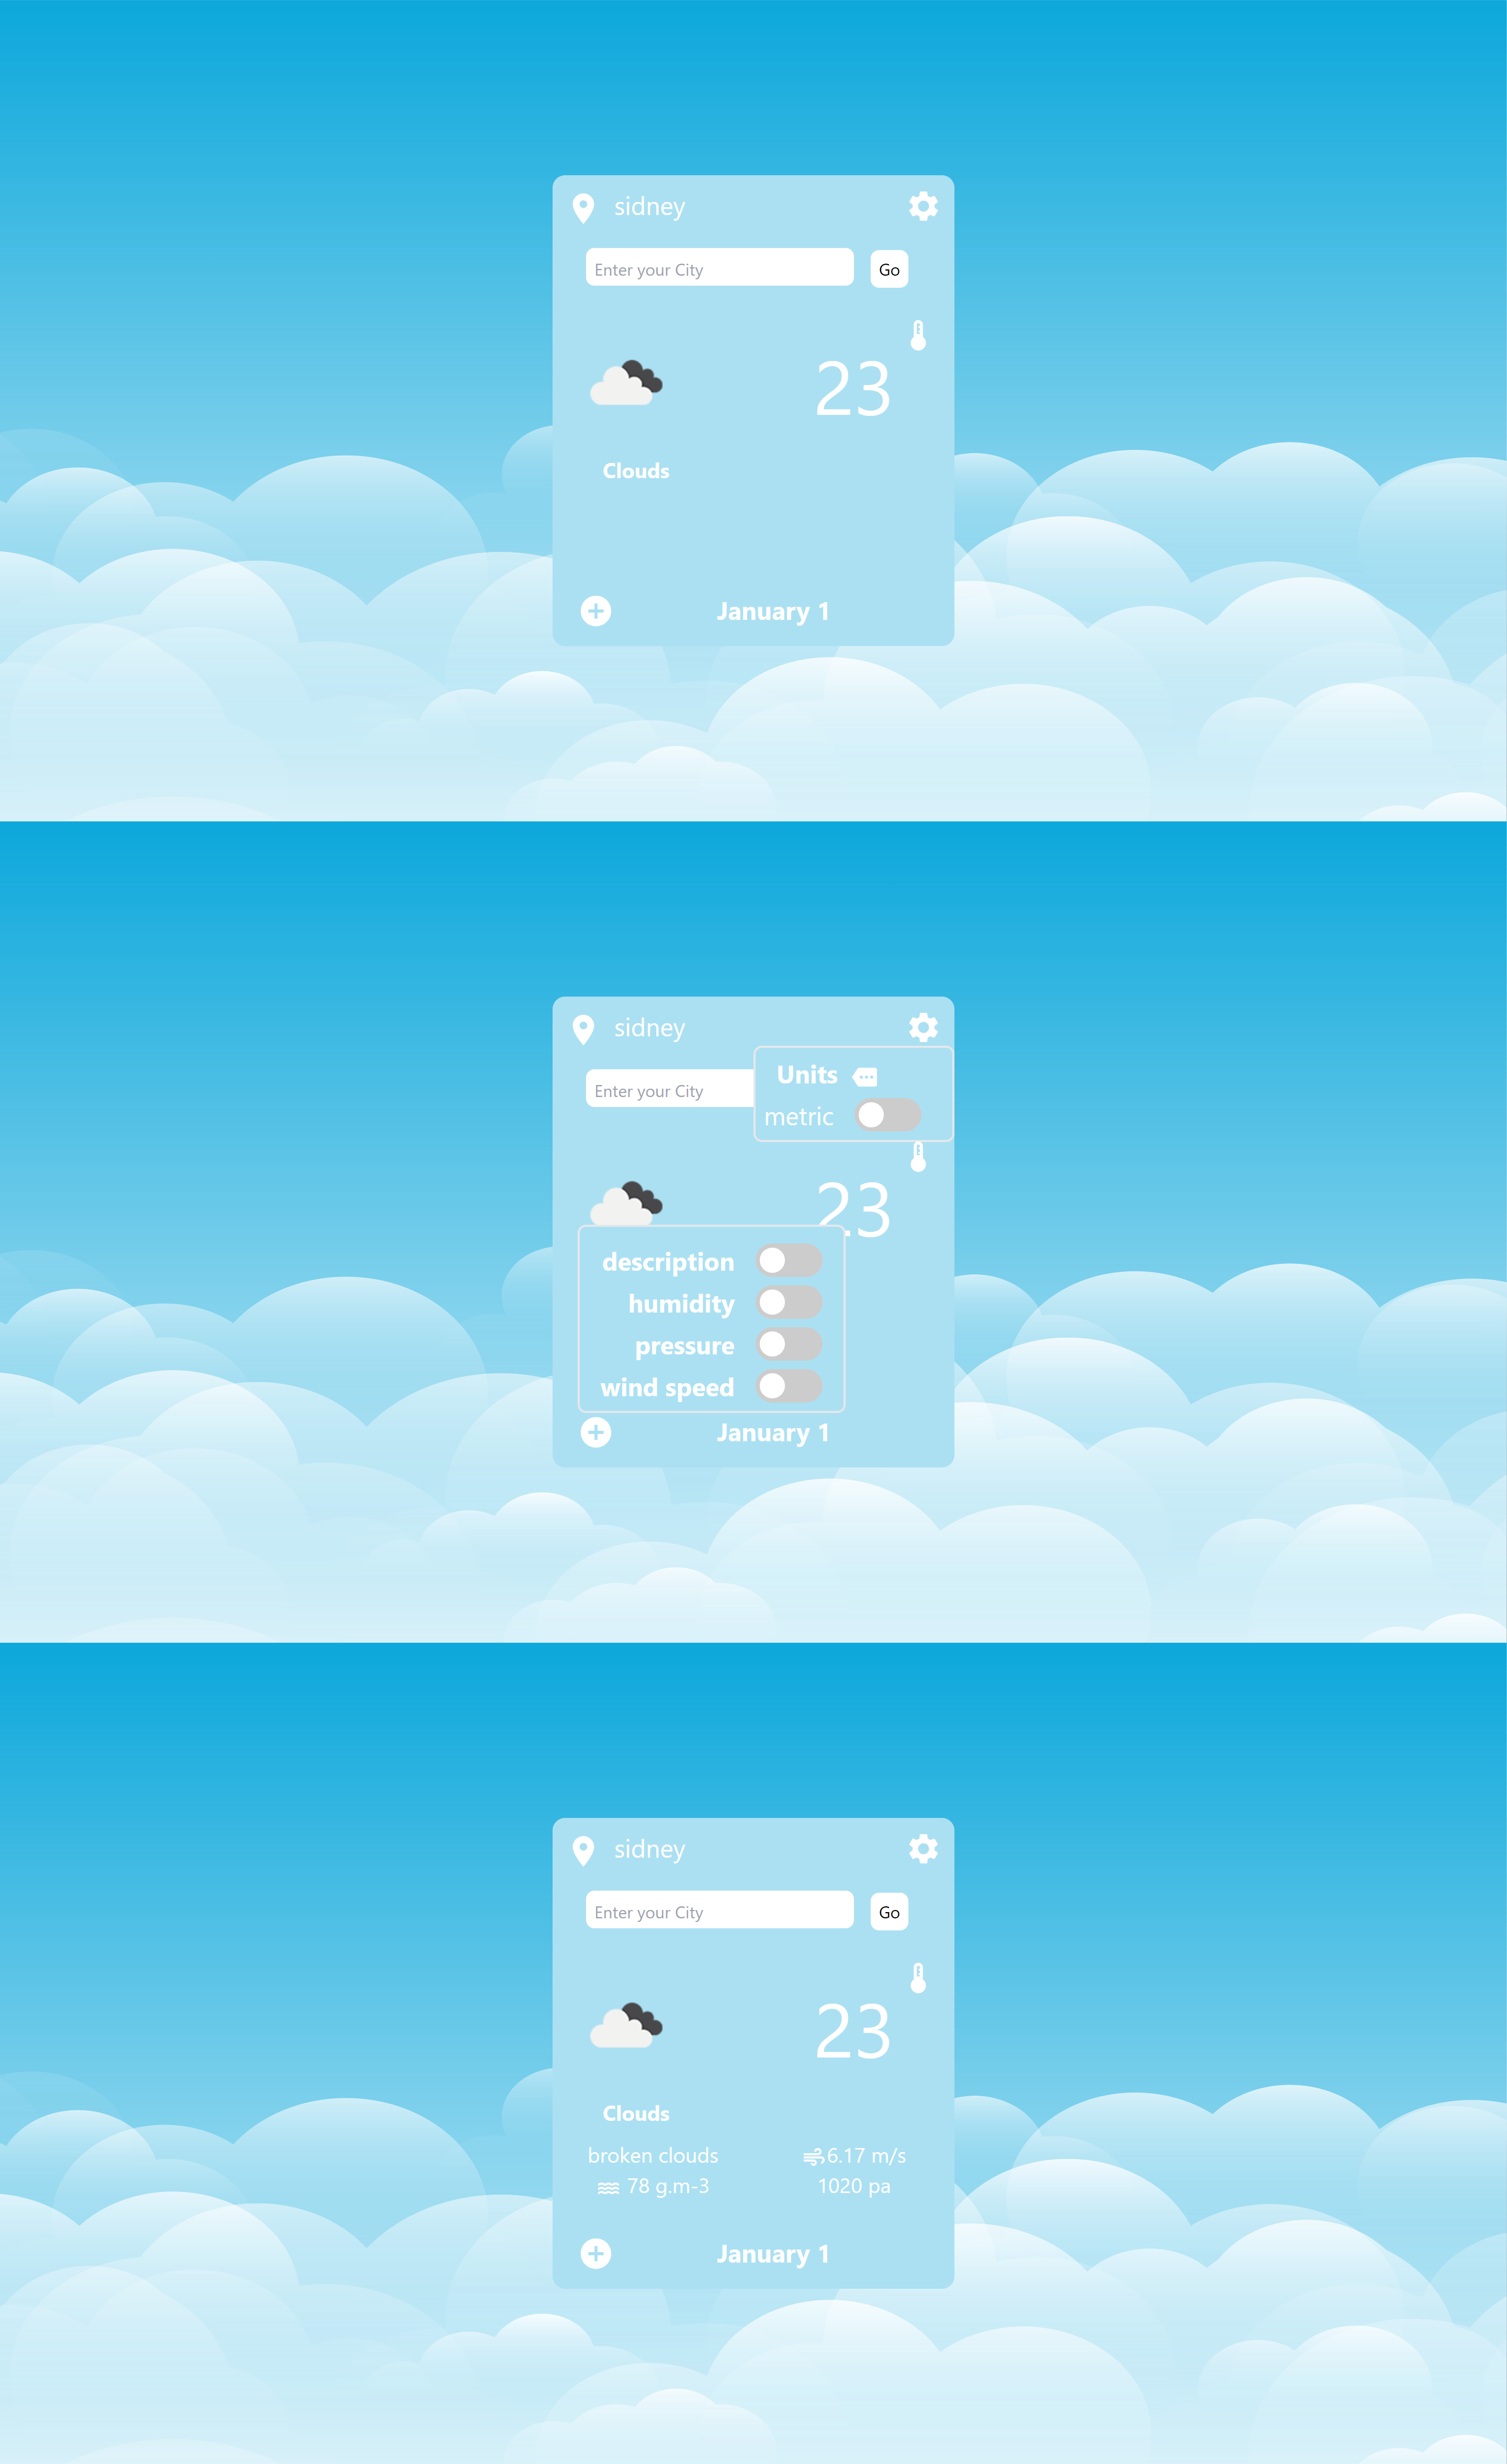 sidney
Enter your City
Go
23
Clouds
January 1
sidney
Units
Enter your City
metric
23
description
humidity
pressure
wind speed
January 1
sidney
Enter your City
Go
23
Clouds
broken clouds 6.17 m/s
78 g.m-3 1020 pa
January 1